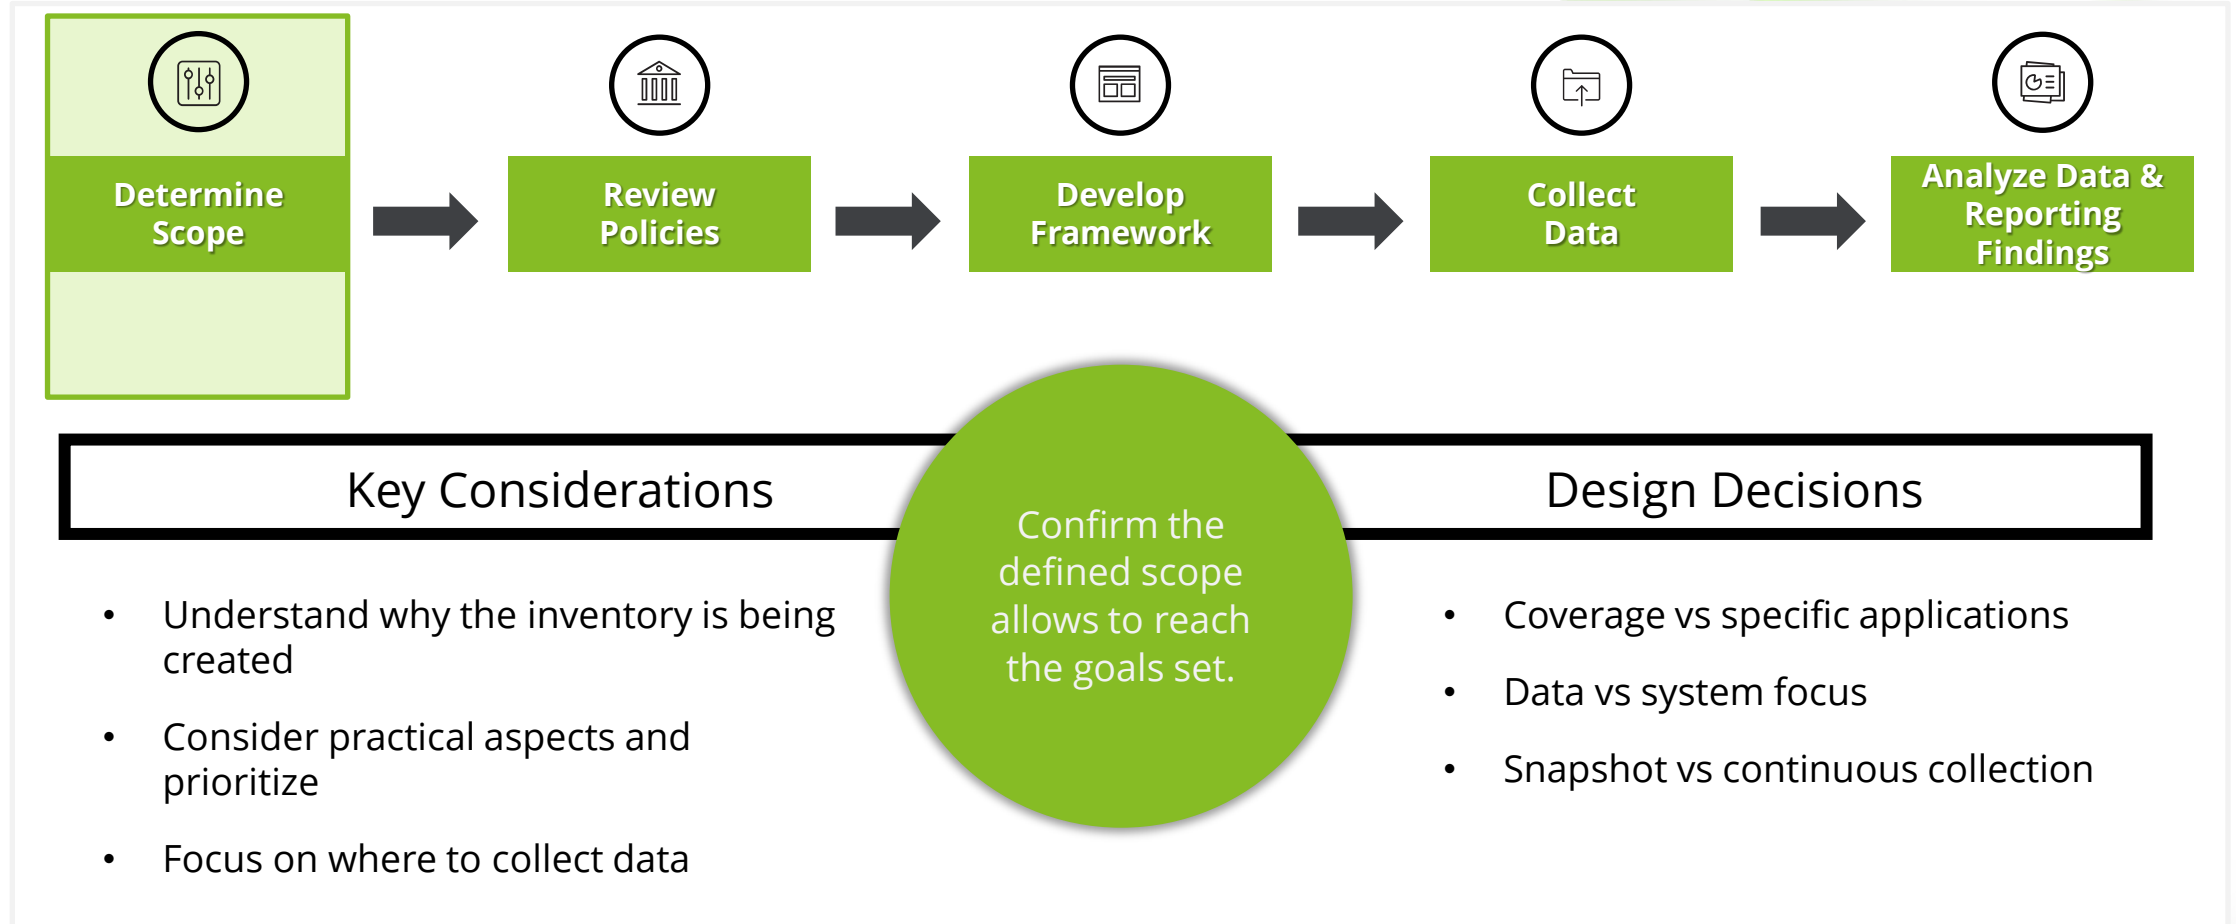 Determine
Scope
Review
Policies
Develop
Framework
Collect
Data
Analyze Data &
Reporting
Findings
Key Considerations
• Understand why the inventory is being
created
• Consider practical aspects and
prioritize
• Focus on where to collect data
Confirm the
defined scope
allows to reach
the goals set.
Design Decisions
• Coverage vs specific applications
• Data vs system focus
• Snapshot vs continuous collection